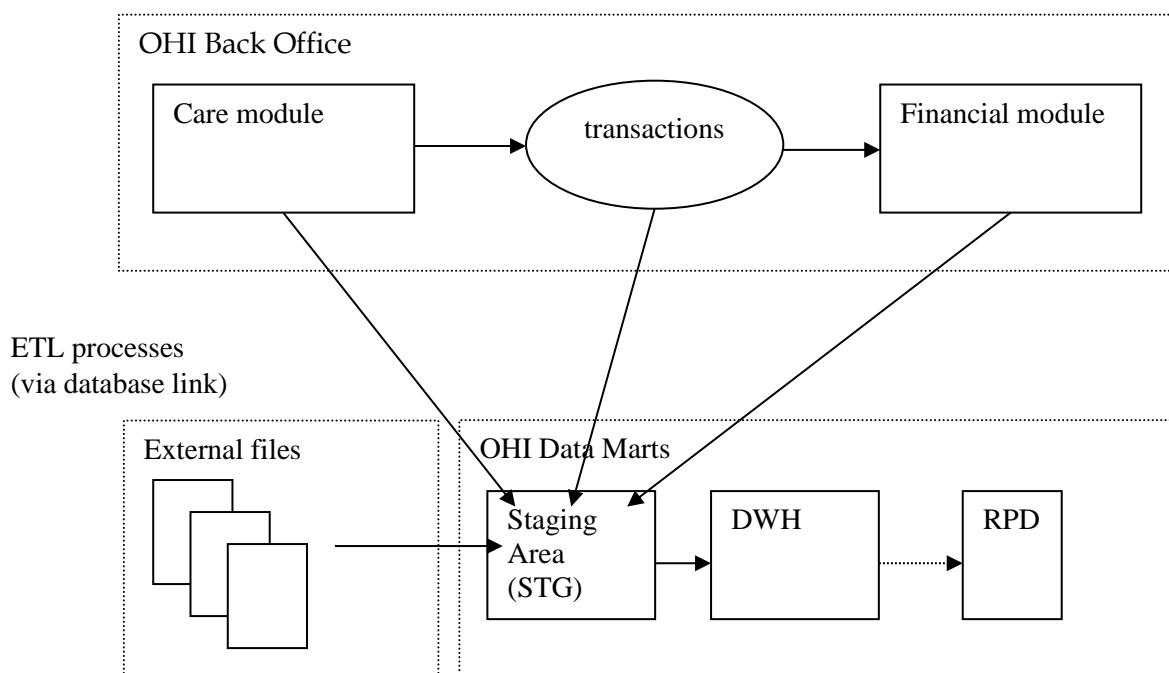 OHI Back Office
Care module
transactions
Financial module
ETL processes
(via database link)
External files
OHI Data Marts
Staging
Area
(STG)
DWH
RPD